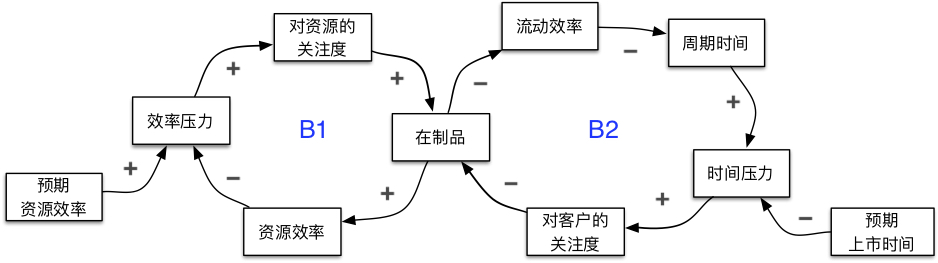 对资源的
关注度
流动效率
周期时间
+
+
−
−
+
效率压力
B1
在制品
B2
+
预期
资源效率
−
+
−
时间压力
+
−
资源效率
对客户的
关注度
预期
上市时间